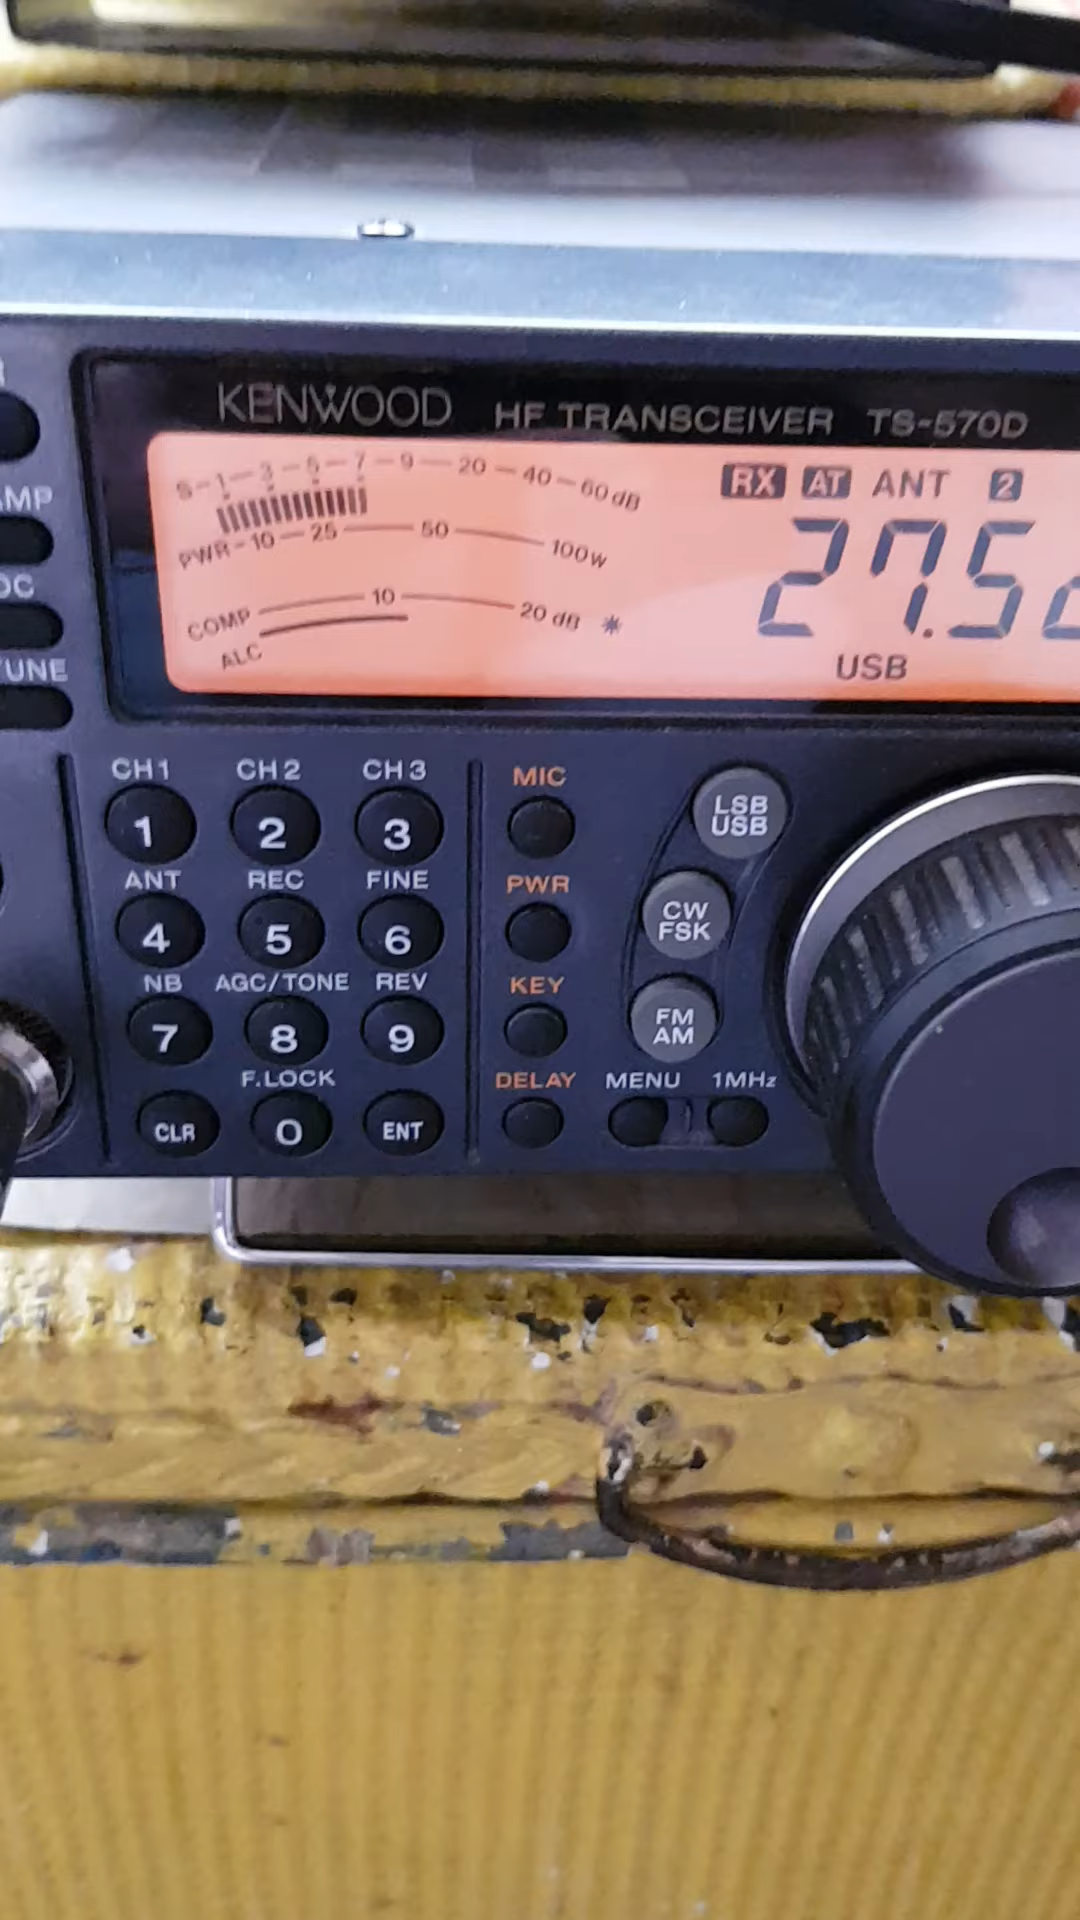 KENWOOD HF TRANSCEIVER TS-570D
S-1-3-5-7-9-20-40-60dB
PWR-10-25 50 100W
COMP 10 20 dB
ALC
RX AT ANT 2
27.5
USB
AMP
TUNE
CH1 CH2 CH3
1 2 3
ANT REC FINE
4 5 6
NB AGC/TONE REV
7 8 9
F.LOCK
CLR 0 ENT
MIC
PWR
KEY
DELAY
LSB
USB
CW
FSK
FM
AM
MENU 1MHz